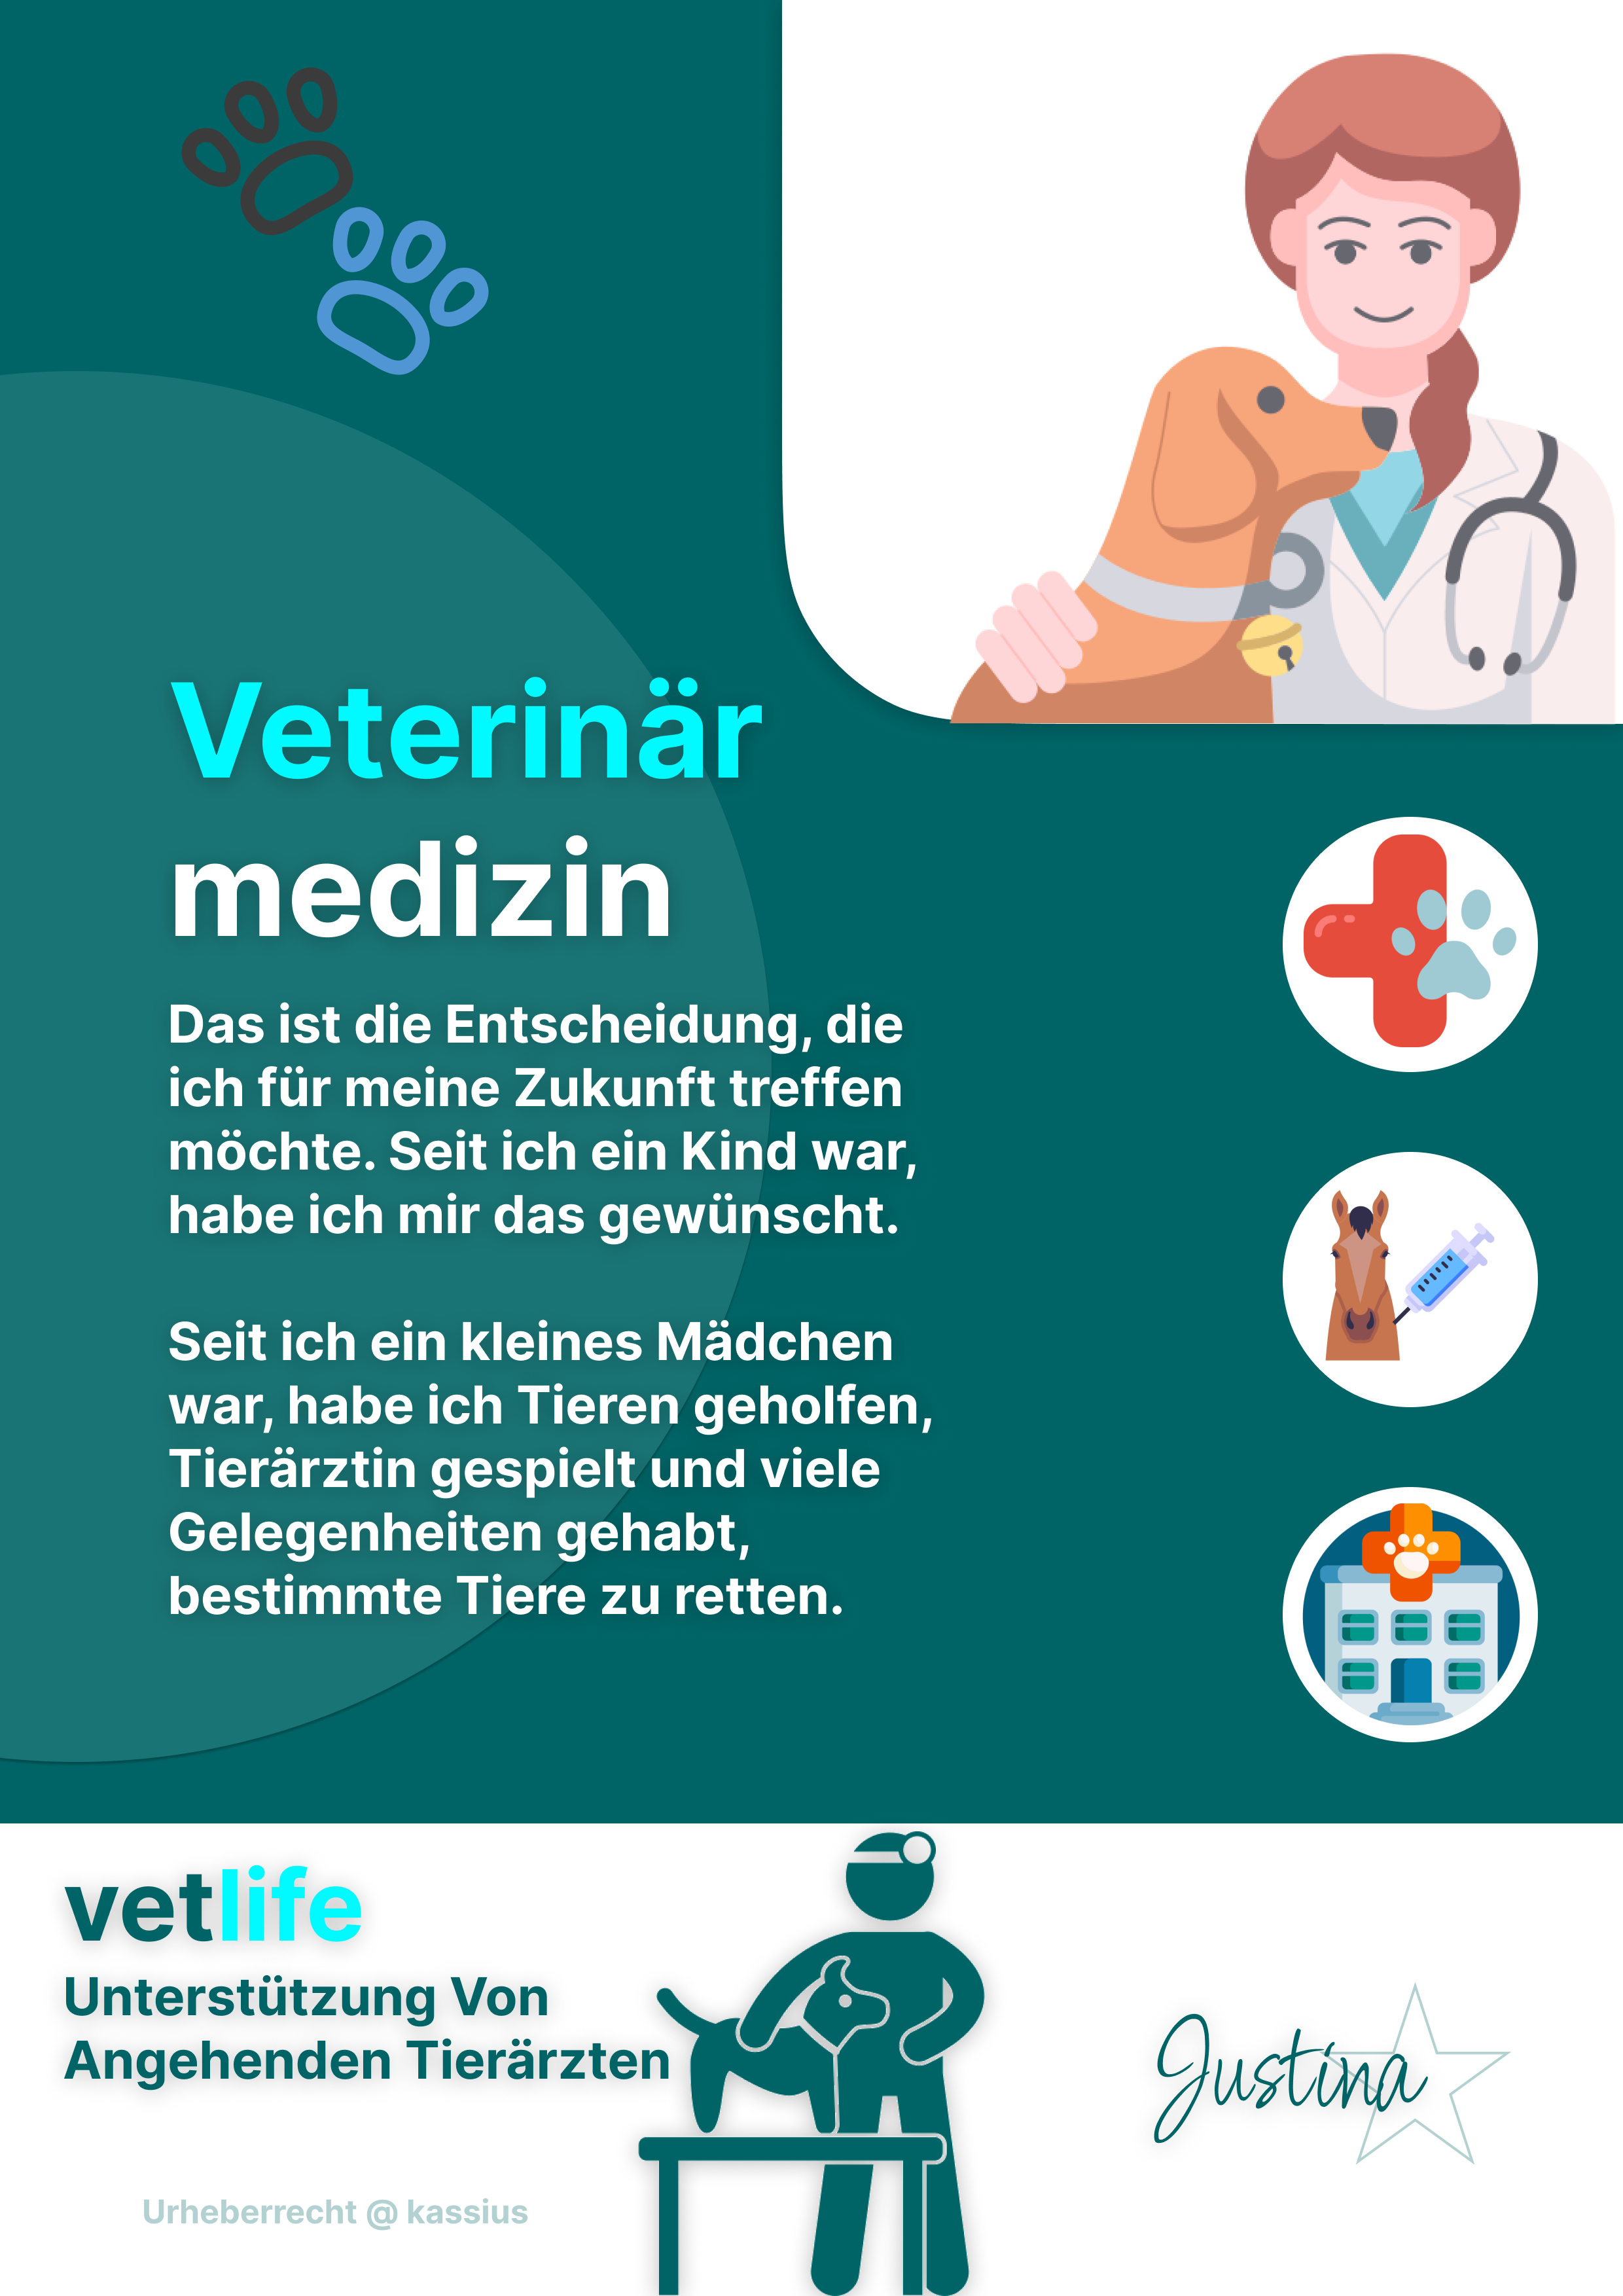 Veterinär
medizin
Das ist die Entscheidung, die
ich für meine Zukunft treffen
möchte. Seit ich ein Kind war,
habe ich mir das gewünscht.
Seit ich ein kleines Mädchen
war, habe ich Tieren geholfen,
Tierärztin gespielt und viele
Gelegenheiten gehabt,
bestimmte Tiere zu retten.
vetlife
Unterstützung Von
Angehenden Tierärzten
Justina
Urheberrecht @ kassius